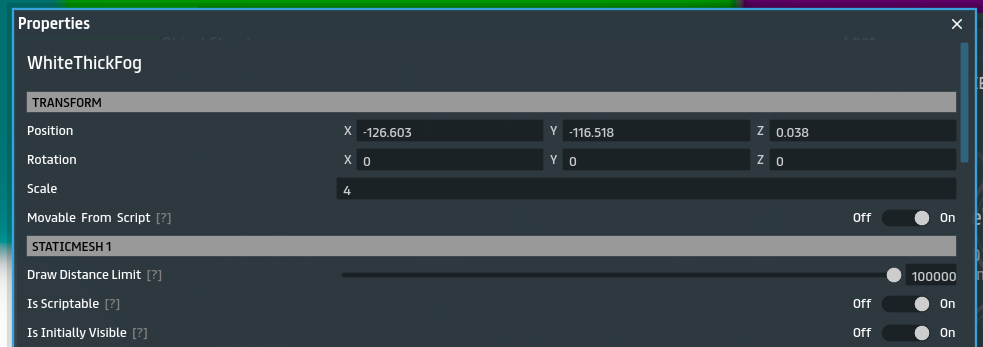 Properties
WhiteThickFog
TRANSFORM
Position X -126.603 Y -116.518 Z 0.038
Rotation X 0 Y 0 Z 0
Scale 4
Movable From Script [?] Off On
STATICMESH 1
Draw Distance Limit [?] 100000
Is Scriptable [?] Off On
Is Initially Visible [?] Off On